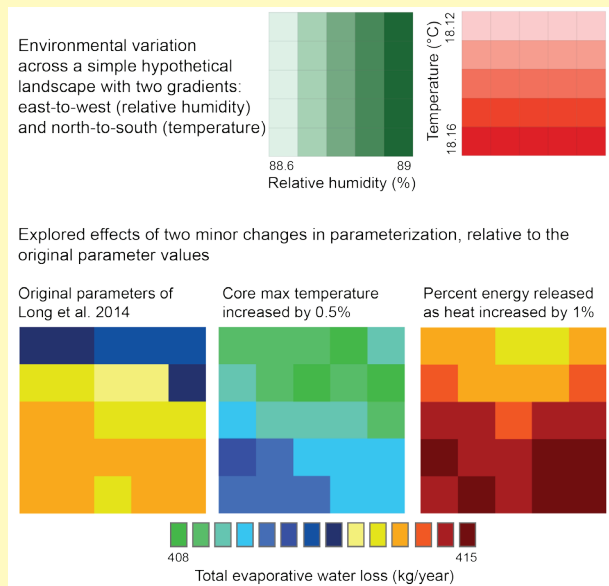 Environmental variation
across a simple hypothetical
landscape with two gradients:
east-to-west (relative humidity)
and north-to-south (temperature)
88.6 89
Relative humidity (%)
Temperature (°C)
18.12
18.16
Explored effects of two minor changes in parameterization, relative to the
original parameter values
Original parameters of
Long et al. 2014
Core max temperature
increased by 0.5%
Percent energy released
as heat increased by 1%
408 415
Total evaporative water loss (kg/year)